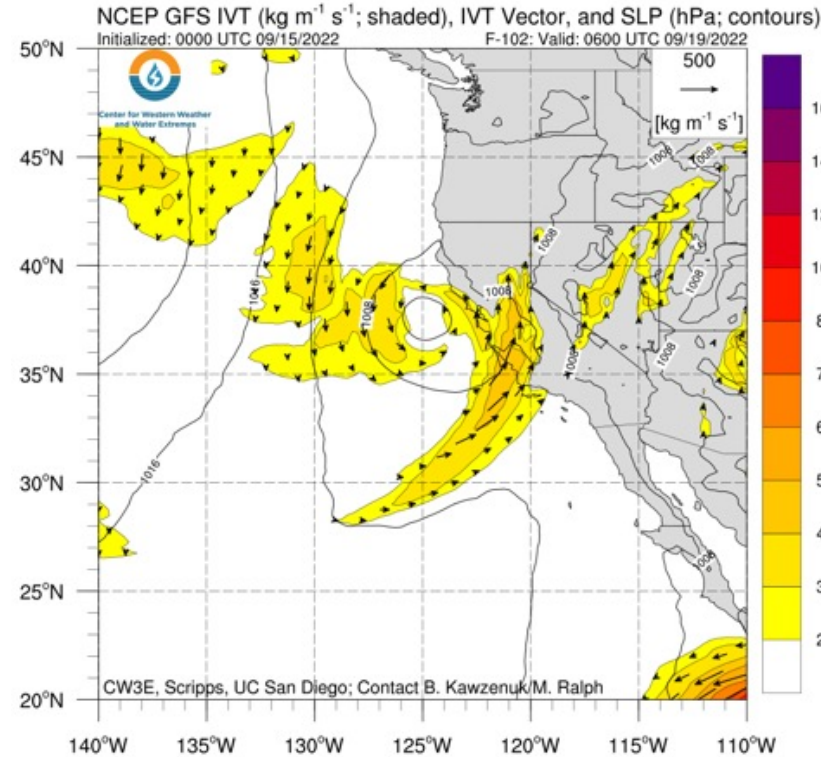 NCEP GFS IVT (kg m⁻¹ s⁻¹; shaded), IVT Vector, and SLP (hPa; contours)
Initialized: 0000 UTC 09/15/2022 F-102: Valid: 0600 UTC 09/19/2022
500
[kg m⁻¹ s⁻¹]
Center for Western Weather
and Water Extremes
50°N
45°N
40°N
35°N
30°N
25°N
20°N
1008
1008
1008
1016
1008
1008
1008
1008
1008
1016
1008
CW3E, Scripps, UC San Diego; Contact B. Kawzenuk/M. Ralph
140°W 135°W 130°W 125°W 120°W 115°W 110°W